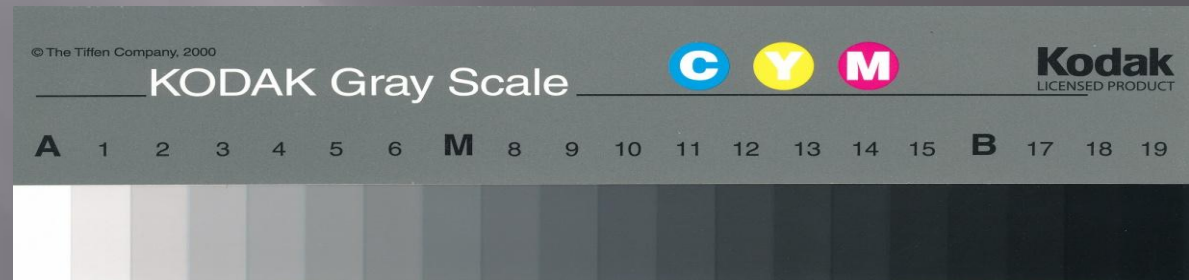 © The Tiffen Company, 2000
KODAK Gray Scale
C Y M
Kodak
LICENSED PRODUCT
A 1 2 3 4 5 6 M 8 9 10 11 12 13 14 15 B 17 18 19